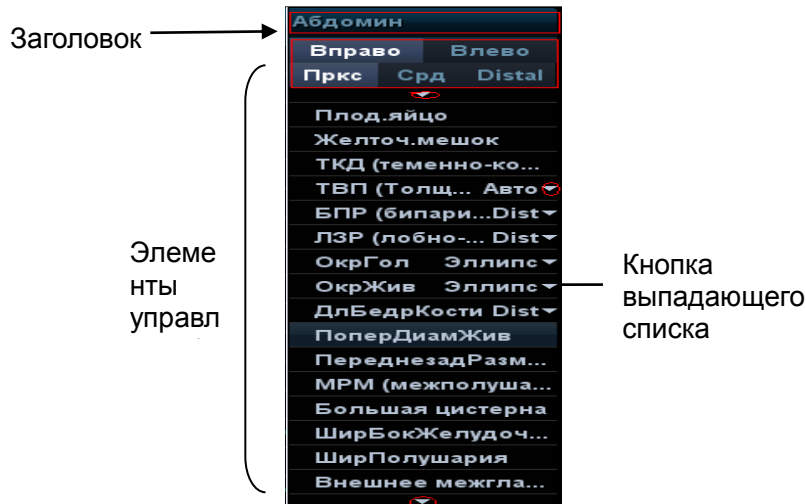 Абдомин
Заголовок
Вправо Влево
Пркс Срд Distal
Плод.яйцо
Желточ.мешок
ТКД (теменно-ко...
ТВП (Толщ... Авто
БПР (бипари...Dist
ЛЗР (лобно-... Dist
ОкрГол Эллипс
ОкрЖив Эллипс
ДлБедрКости Dist
ПоперДиамЖив
ПереднезадРазм...
МРМ (межполуша...
Большая цистерна
ШирБокЖелудоч...
ШирПолушария
Внешнее межгла...
Элеме
нты
управл
Кнопка
выпадающего
списка